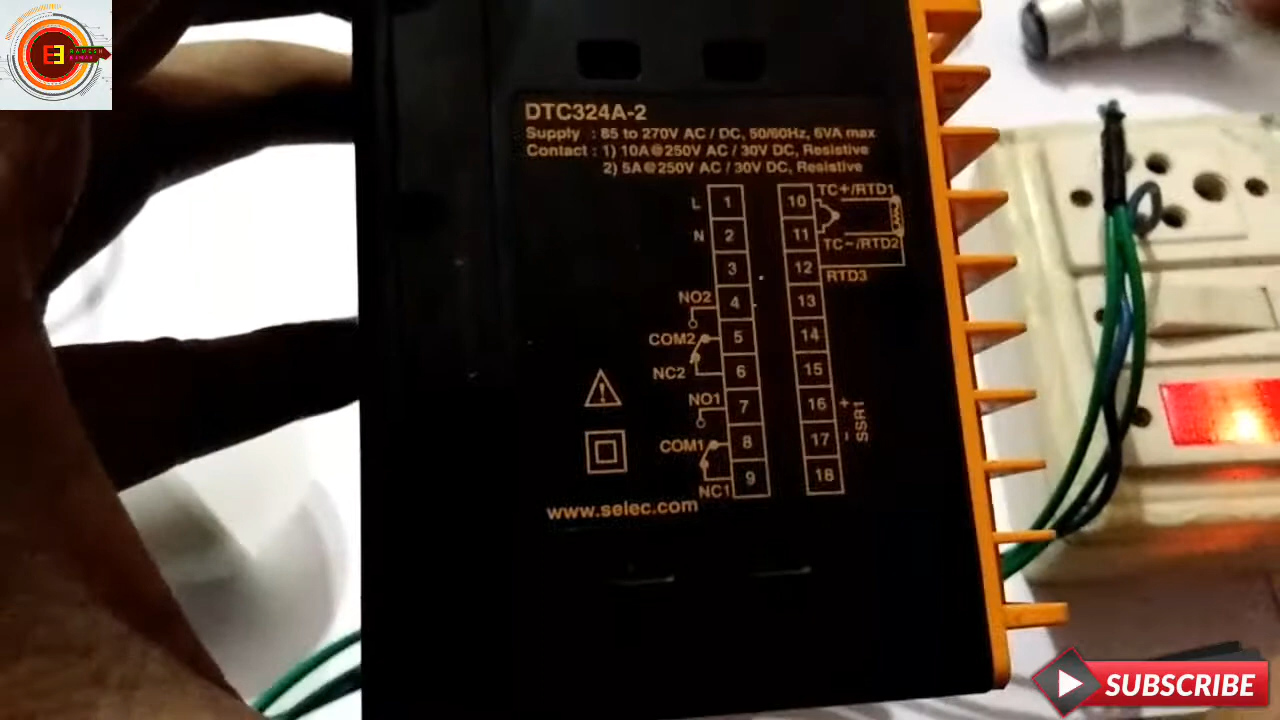 E3 RAMESH
KUMAR
DTC324A-2
Supply : 85 to 270V AC / DC, 50/60Hz, 6VA max
Contact : 1) 10A@250V AC / 30V DC, Resistive
2) 5A@250V AC / 30V DC, Resistive
L 1 10 TC+/RTD1
N 2 11 TC-/RTD2
3 12 RTD3
NO2 4 13
COM2 5 14
NC2 6 15
NO1 7 16 + SSR1
COM1 8 17 -
NC1 9 18
www.selec.com
SUBSCRIBE